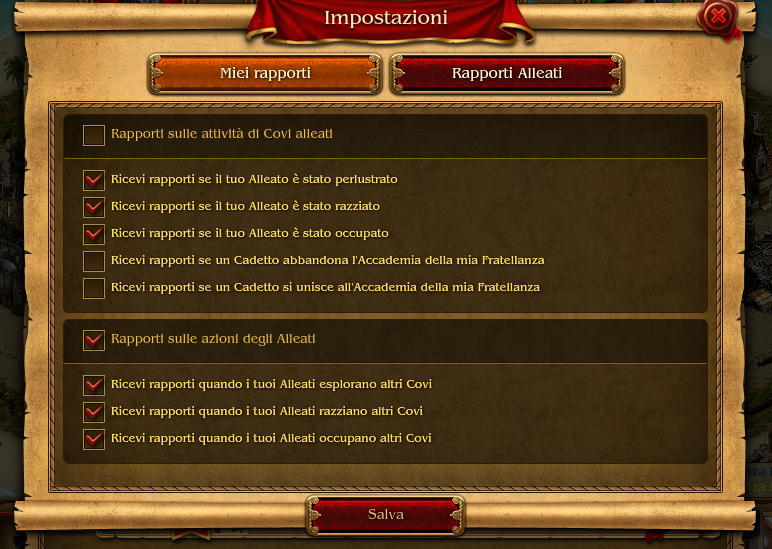 Impostazioni
Miei rapporti
Rapporti Alleati
Rapporti sulle attività di Covi alleati
Ricevi rapporti se il tuo Alleato è stato perlustrato
Ricevi rapporti se il tuo Alleato è stato razziato
Ricevi rapporti se il tuo Alleato è stato occupato
Ricevi rapporti se un Cadetto abbandona l'Accademia della mia Fratellanza
Ricevi rapporti se un Cadetto si unisce all'Accademia della mia Fratellanza
Rapporti sulle azioni degli Alleati
Ricevi rapporti quando i tuoi Alleati esplorano altri Covi
Ricevi rapporti quando i tuoi Alleati razziano altri Covi
Ricevi rapporti quando i tuoi Alleati occupano altri Covi
Salva